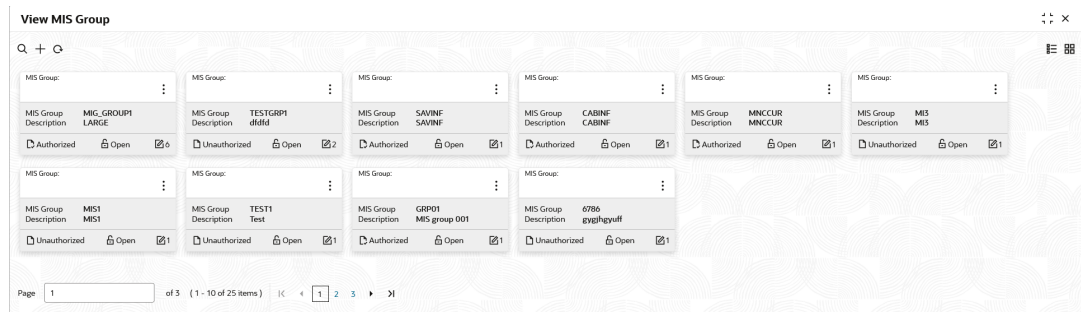 View MIS Group
MIS Group: MIS Group: MIS Group: MIS Group: MIS Group: MIS Group:
MIS Group MIG_GROUP1 MIS Group TESTGRP1 MIS Group SAVINF MIS Group CABINF MIS Group MNCCUR MIS Group MI3
Description LARGE Description dfdfd Description SAVINF Description CABINF Description MNCCUR Description MI3
Authorized Open 6 Unauthorized Open 2 Authorized Open 1 Authorized Open 1 Authorized Open 1 Unauthorized Open 1
MIS Group: MIS Group: MIS Group: MIS Group:
MIS Group MIS1 MIS Group TEST1 MIS Group GRP01 MIS Group 6786
Description MIS1 Description Test Description MIS group 001 Description gygjhgyuff
Unauthorized Open 1 Unauthorized Open 1 Authorized Open 1 Unauthorized Open 1
Page 1 of 3 ( 1 - 10 of 25 items ) 1 2 3